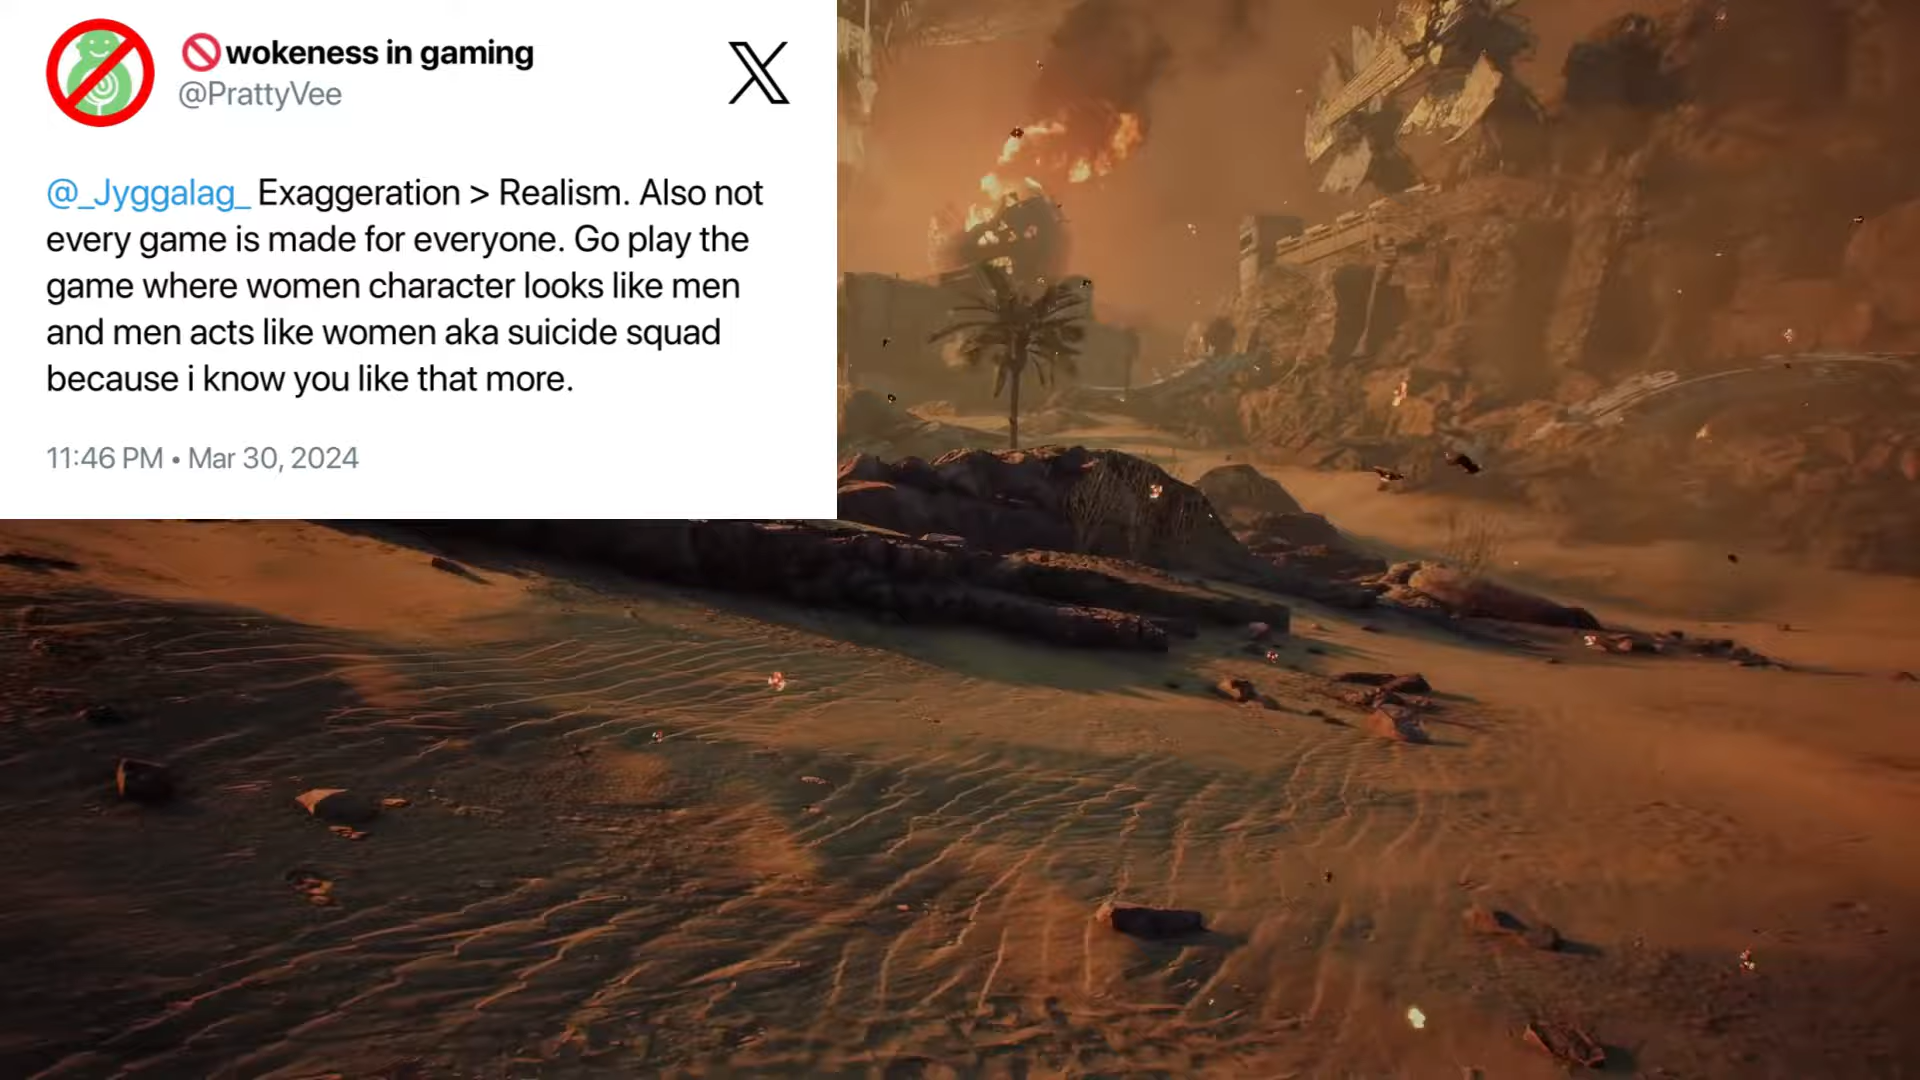 🚫wokeness in gaming
@PrattyVee
@_Jyggalag_ Exaggeration > Realism. Also not
every game is made for everyone. Go play the
game where women character looks like men
and men acts like women aka suicide squad
because i know you like that more.
11:46 PM • Mar 30, 2024